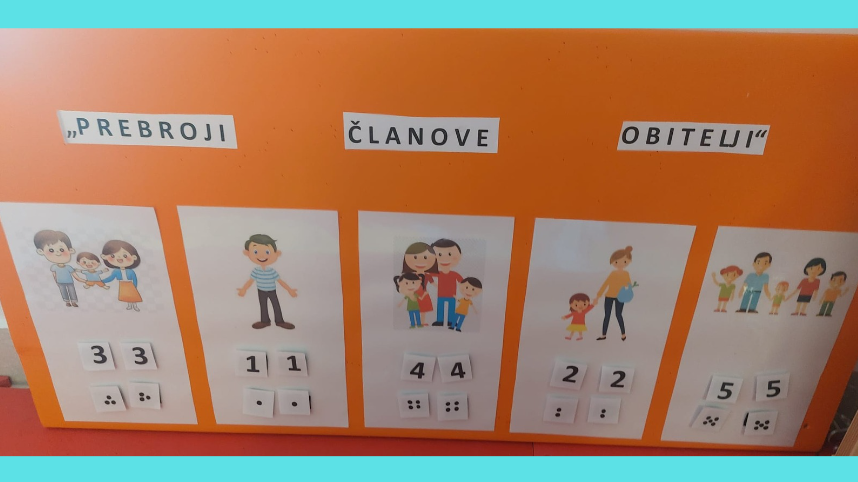 „PREBROJI ČLANOVE OBITELJI“
3 3 1 1 4 4 2 2 5 5